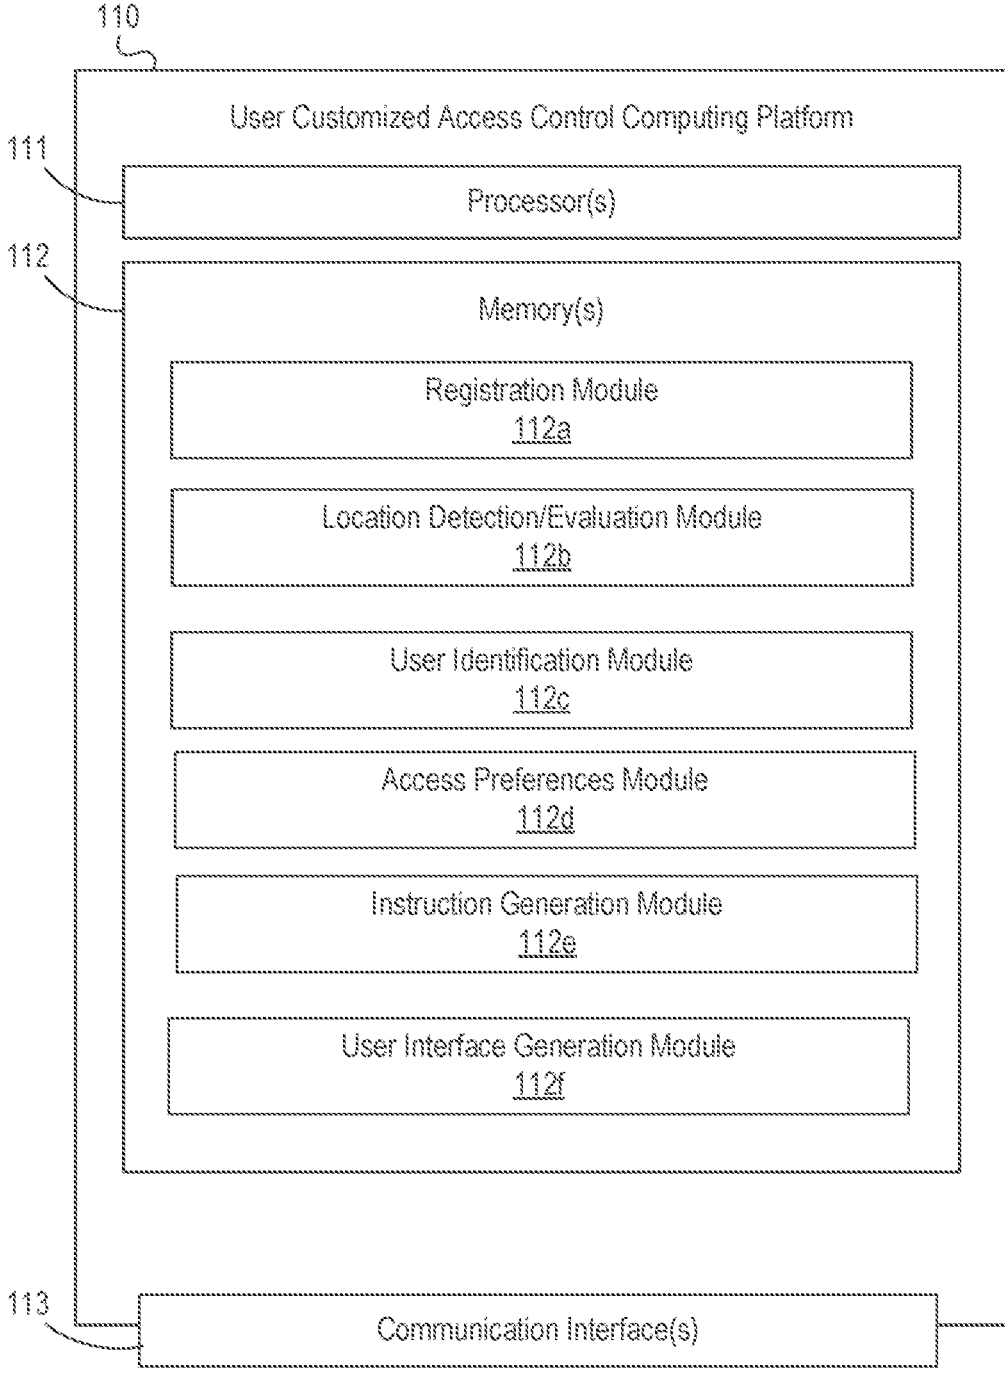 110
User Customized Access Control Computing Platform
111
Processor(s)
112
Memory(s)
Registration Module
112a
Location Detection/Evaluation Module
112b
User Identification Module
112c
Access Preferences Module
112d
Instruction Generation Module
112e
User Interface Generation Module
112f
113
Communication Interface(s)